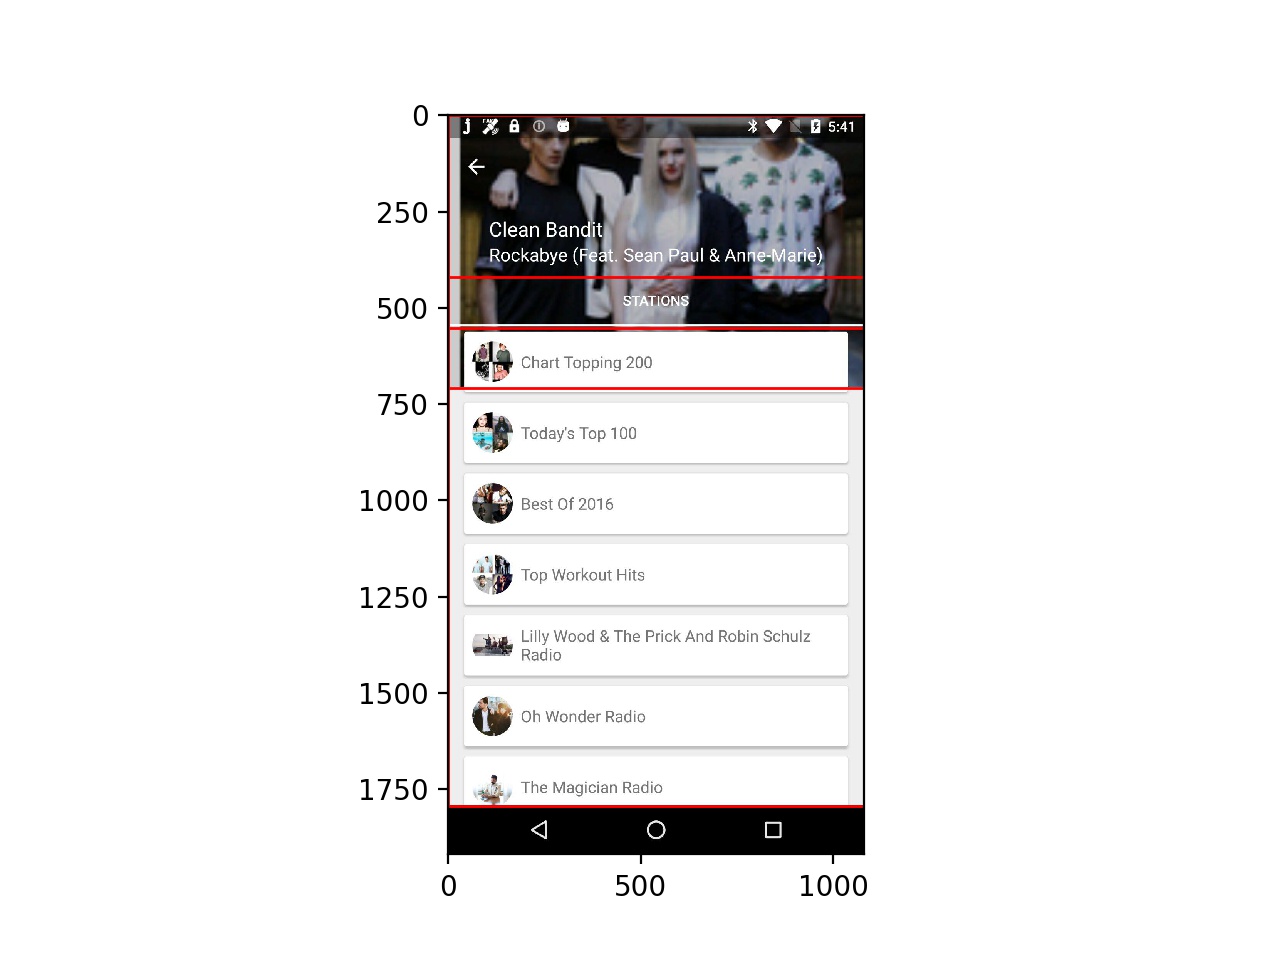 0
250
500
750
1000
1250
1500
1750
0 500 1000
5:41
Clean Bandit
Rockabye (Feat. Sean Paul & Anne-Marie)
STATIONS
Chart Topping 200
Today's Top 100
Best Of 2016
Top Workout Hits
Lilly Wood & The Prick And Robin Schulz
Radio
Oh Wonder Radio
The Magician Radio